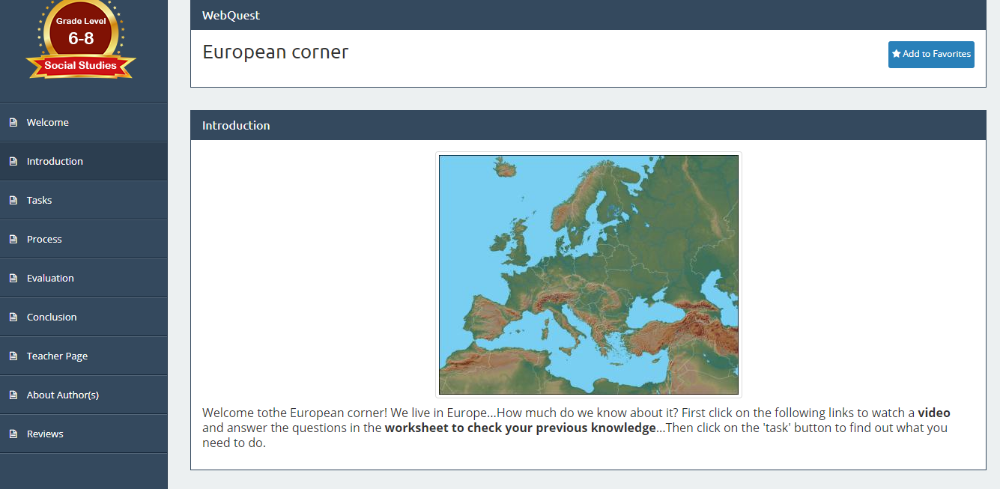 Grade Level
6-8
Social Studies
Welcome
Introduction
Tasks
Process
Evaluation
Conclusion
Teacher Page
About Author(s)
Reviews
WebQuest
European corner
Add to Favorites
Introduction
Welcome tothe European corner! We live in Europe...How much do we know about it? First click on the following links to watch a video
and answer the questions in the worksheet to check your previous knowledge...Then click on the 'task' button to find out what you
need to do.